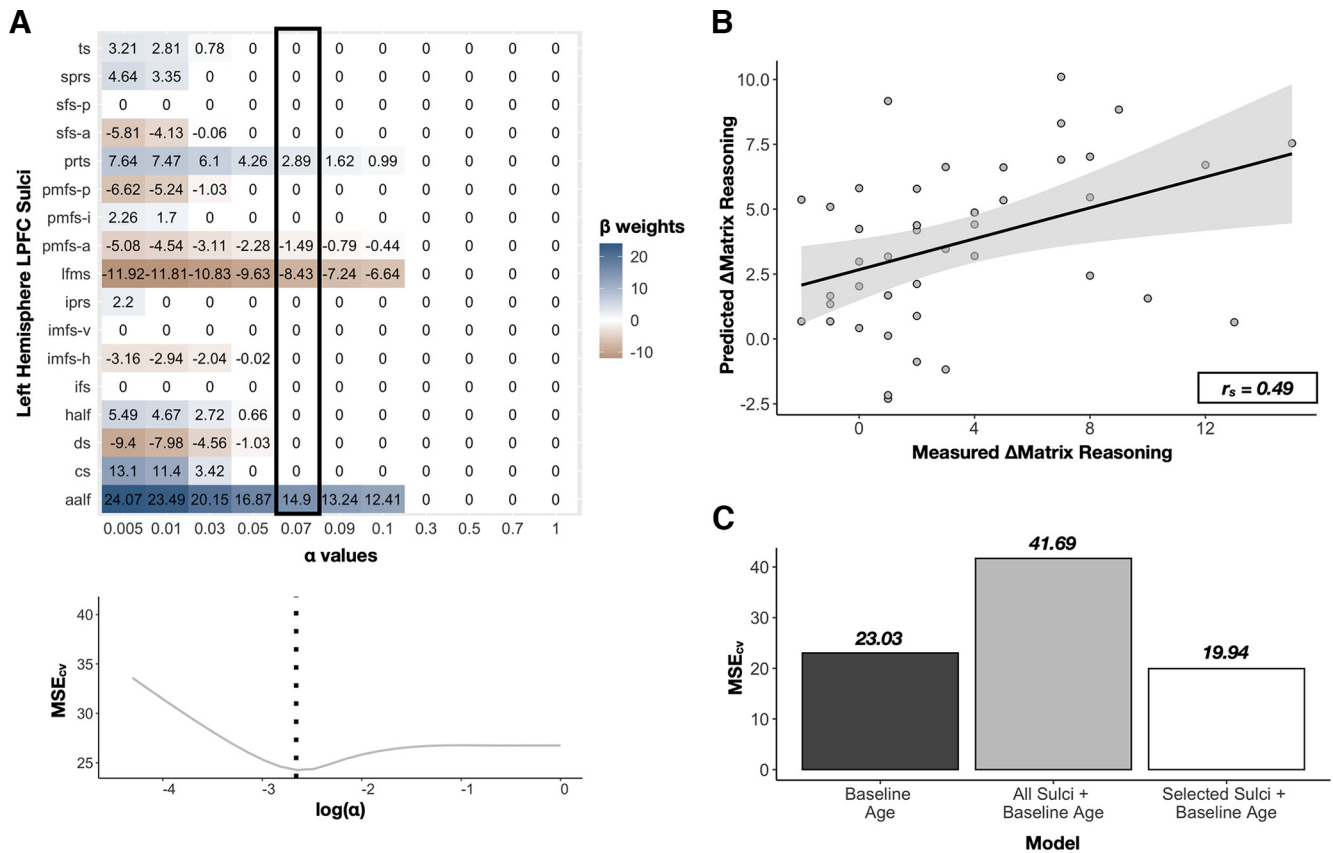 A
Left Hemisphere LPFC Sulci
ts 3.21 2.81 0.78 0 0 0 0 0 0 0 0
sprs 4.64 3.35 0 0 0 0 0 0 0 0 0
sfs-p 0 0 0 0 0 0 0 0 0 0 0
sfs-a -5.81 -4.13 -0.06 0 0 0 0 0 0 0 0
prts 7.64 7.47 6.1 4.26 2.89 1.62 0.99 0 0 0 0
pmfs-p -6.62 -5.24 -1.03 0 0 0 0 0 0 0 0
pmfs-i 2.26 1.7 0 0 0 0 0 0 0 0 0
pmfs-a -5.08 -4.54 -3.11 -2.28 -1.49 -0.79 -0.44 0 0 0 0
lfms -11.92 -11.81 -10.83 -9.63 -8.43 -7.24 -6.64 0 0 0 0
iprs 2.2 0 0 0 0 0 0 0 0 0 0
imfs-v 0 0 0 0 0 0 0 0 0 0 0
imfs-h -3.16 -2.94 -2.04 -0.02 0 0 0 0 0 0 0
ifs 0 0 0 0 0 0 0 0 0 0 0
half 5.49 4.67 2.72 0.66 0 0 0 0 0 0 0
ds -9.4 -7.98 -4.56 -1.03 0 0 0 0 0 0 0
cs 13.1 11.4 3.42 0 0 0 0 0 0 0 0
aalf 24.07 23.49 20.15 16.87 14.9 13.24 12.41 0 0 0 0
0.005 0.01 0.03 0.05 0.07 0.09 0.1 0.3 0.5 0.7 1
α values
β weights
20
10
0
-10
MSEcv
40
35
30
25
-4 -3 -2 -1 0
log(α)
B
Predicted ΔMatrix Reasoning
10.0
7.5
5.0
2.5
0.0
-2.5
rs = 0.49
0 4 8 12
Measured ΔMatrix Reasoning
C
MSEcv
40
30
20
10
0
23.03
41.69
19.94
Baseline
Age
All Sulci +
Baseline Age
Selected Sulci +
Baseline Age
Model